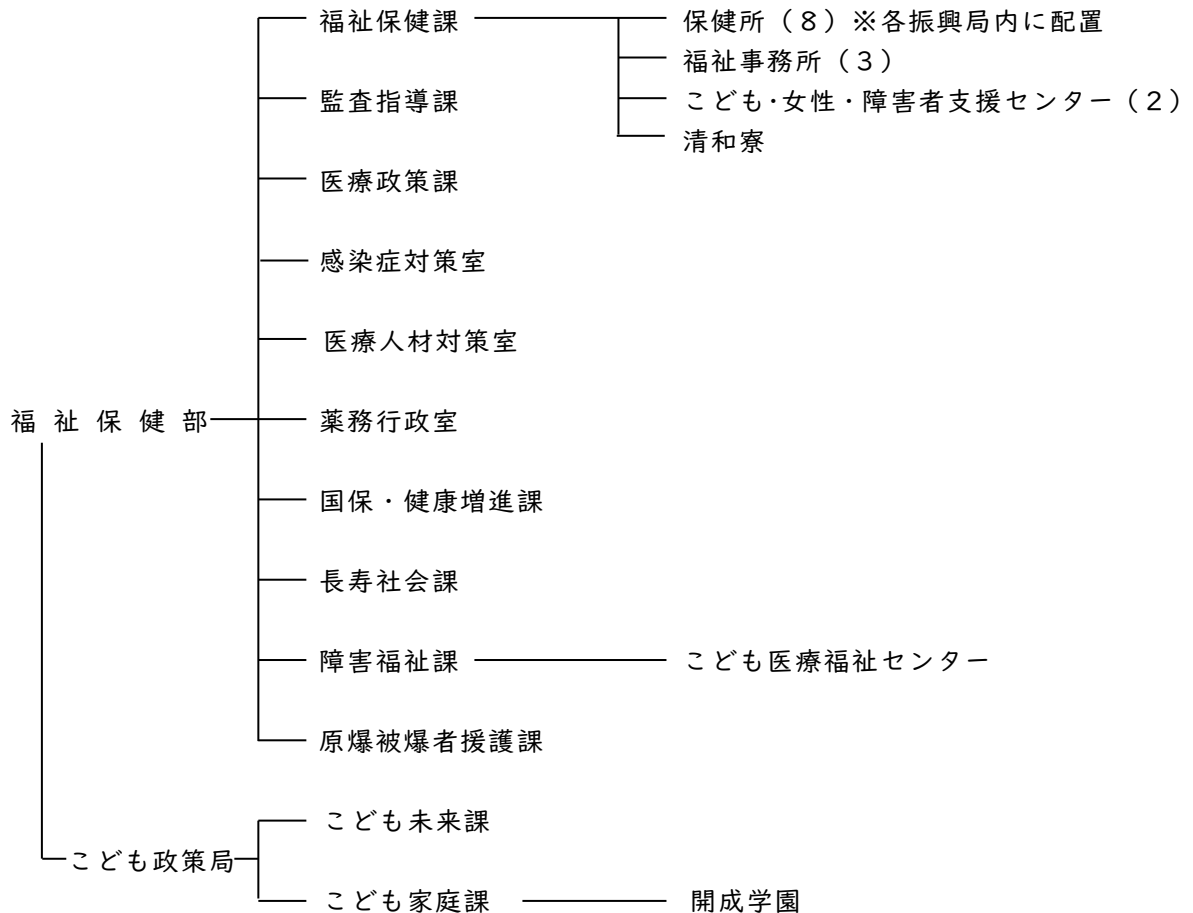 福祉保健課 保健所（８）※各振興局内に配置
福祉事務所（３）
監査指導課 こども・女性・障害者支援センター（２）
清和寮
医療政策課
感染症対策室
医療人材対策室
福祉保健部 薬務行政室
国保・健康増進課
長寿社会課
障害福祉課 こども医療福祉センター
原爆被爆者援護課
こども未来課
こども政策局
こども家庭課 開成学園